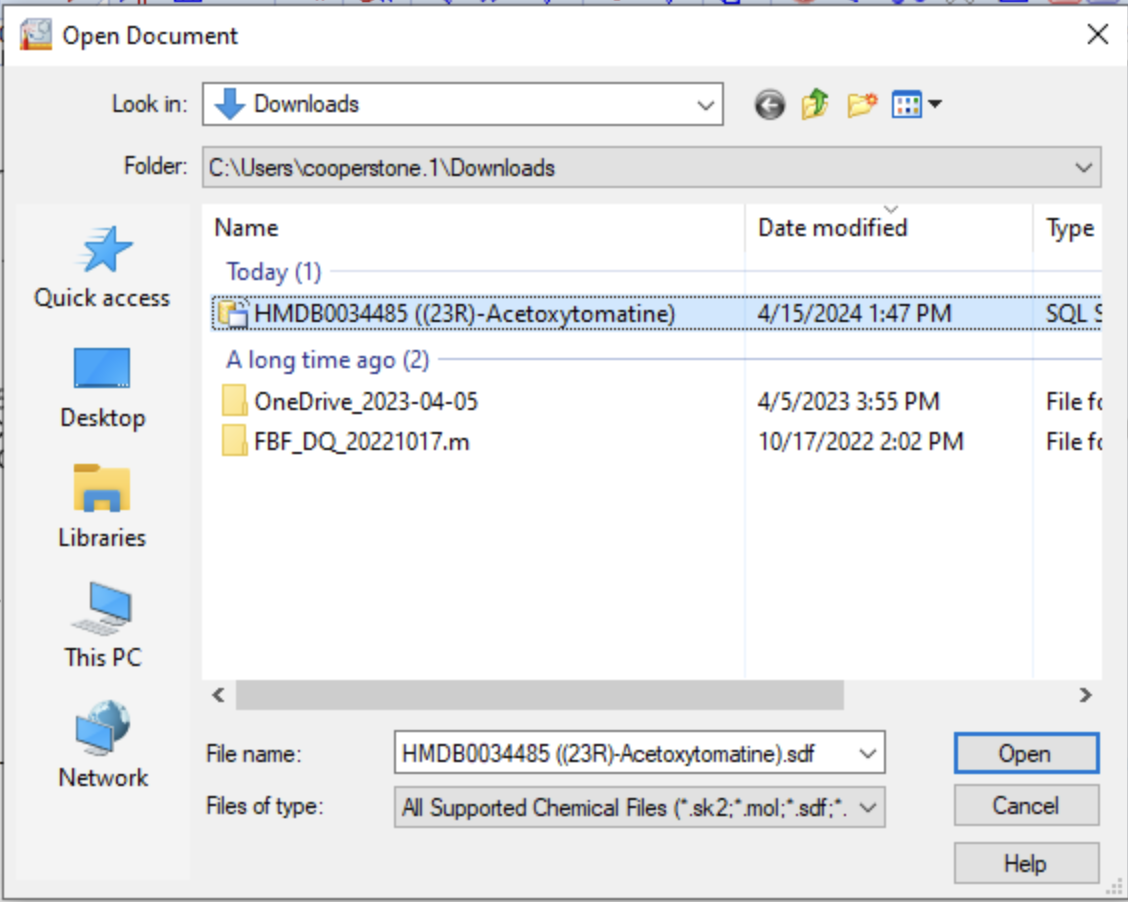 Open Document
Look in: Downloads
Folder: C:\Users\cooperstone.1\Downloads
Name Date modified Type
Today (1)
HMDB0034485 ((23R)-Acetoxytomatine) 4/15/2024 1:47 PM SQL S
A long time ago (2)
OneDrive_2023-04-05 4/5/2023 3:55 PM File fo
FBF_DQ_20221017.m 10/17/2022 2:02 PM File fo
Quick access
Desktop
Libraries
This PC
Network
File name: HMDB0034485 ((23R)-Acetoxytomatine).sdf Open
Files of type: All Supported Chemical Files (*.sk2;*.mol;*.sdf;*. Cancel
Help